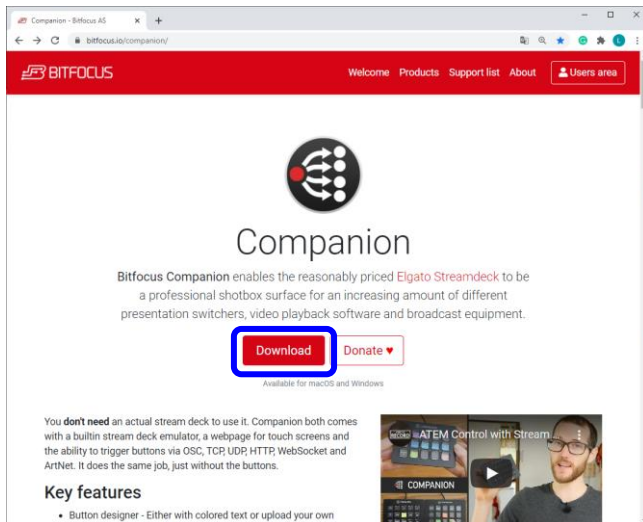 Companion - Bitfocus AS
bitfocus.io/companion/
BITFOCUS
Welcome Products Support list About Users area
Companion
Bitfocus Companion enables the reasonably priced Elgato Streamdeck to be
a professional shotbox surface for an increasing amount of different
presentation switchers, video playback software and broadcast equipment.
Download Donate ♥
Available for macOS and Windows
You don't need an actual stream deck to use it. Companion both comes
with a builtin stream deck emulator, a webpage for touch screens and
the ability to trigger buttons via OSC, TCP, UDP, HTTP, WebSocket and
ArtNet. It does the same job, just without the buttons.
ATEM Control with Stream...
COMPANION
Key features
• Button designer - Either with colored text or upload your own